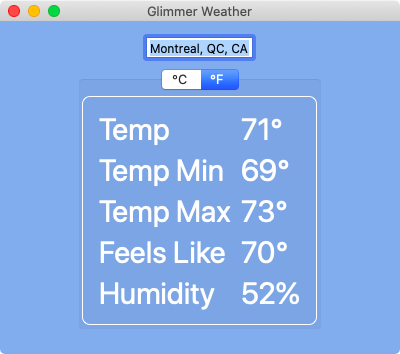 Glimmer Weather
Montreal, QC, CA
°C °F
Temp 71°
Temp Min 69°
Temp Max 73°
Feels Like 70°
Humidity 52%